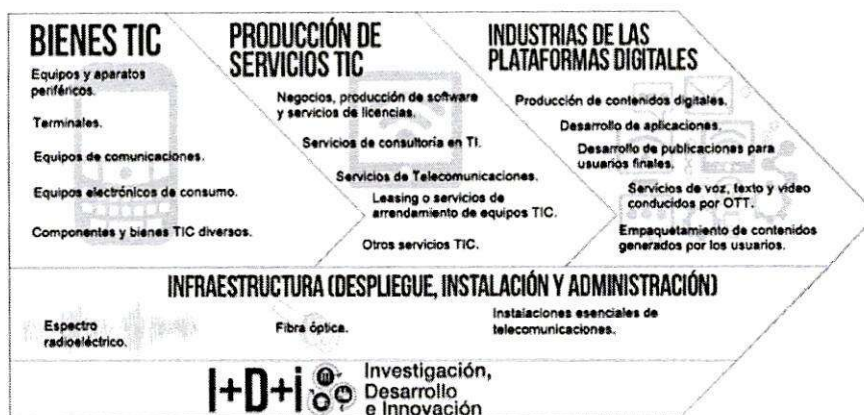 BIENES TIC
Equipos y aparatos
periféricos.
Terminales.
Equipos de comunicaciones.
Equipos electrónicos de consumo.
Componentes y bienes TIC diversos.
PRODUCCIÓN DE
SERVICIOS TIC
Negocios, producción de software
y servicios de licencias.
Servicios de consultoría en TI.
Servicios de Telecomunicaciones.
Leasing o servicios de
arrendamiento de equipos TIC.
Otros servicios TIC.
INDUSTRIAS DE LAS
PLATAFORMAS DIGITALES
Producción de contenidos digitales.
Desarrollo de aplicaciones.
Desarrollo de publicaciones para
usuarios finales.
Servicios de voz, texto y video
conducidos por OTT.
Empaquetamiento de contenidos
generados por los usuarios.
INFRAESTRUCTURA (DESPLIEGUE, INSTALACIÓN Y ADMINISTRACIÓN)
Espectro
radioeléctrico.
Fibra óptica.
Instalaciones esenciales de
telecomunicaciones.
I+D+i
Investigación,
Desarrollo
e Innovación